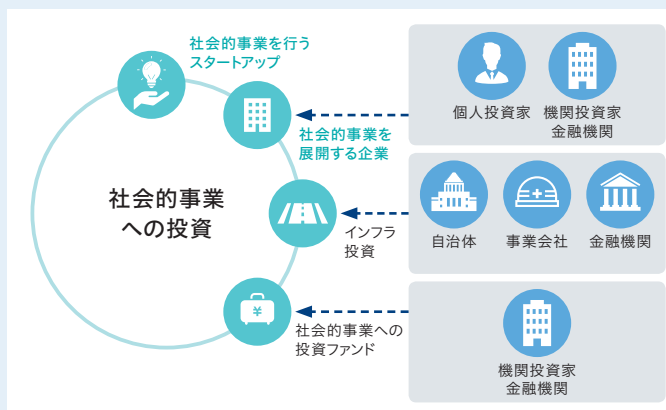 社会的事業を行う
スタートアップ
個人投資家
機関投資家
金融機関
社会的事業を
展開する企業
社会的事業
への投資
インフラ
投資
自治体
事業会社
金融機関
¥
社会的事業への
投資ファンド
機関投資家
金融機関